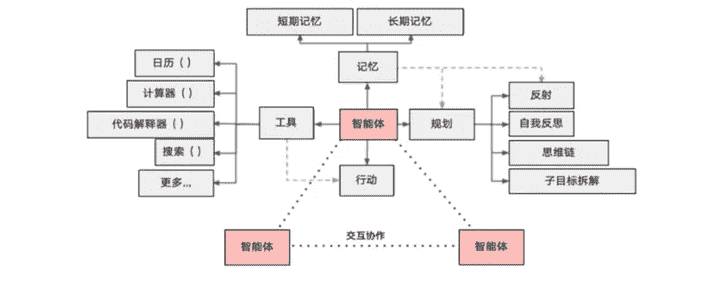 短期记忆
长期记忆
记忆
日历（）
计算器（）
代码解释器（）
搜索（）
更多...
工具
智能体
规划
行动
反射
自我反思
思维链
子目标拆解
智能体
交互协作
智能体